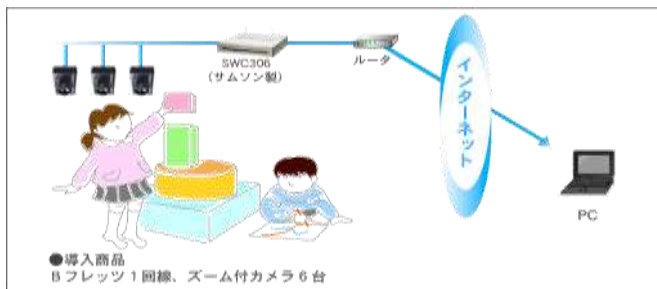 SWC306
(サムソン製)
ルータ
インターネット
PC
●導入商品
Bフレッツ1回線、ズーム付カメラ6台